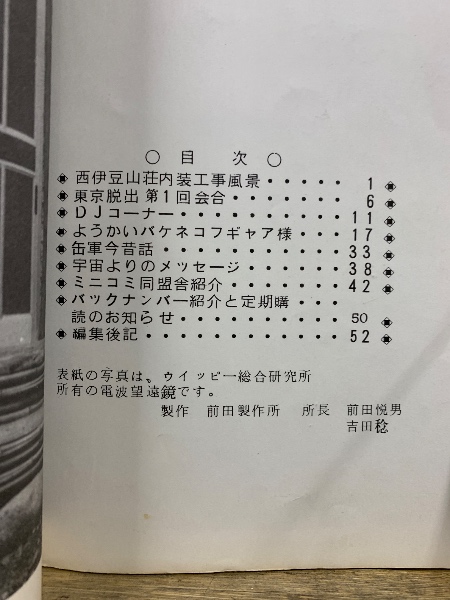 ○ 目 次 ○
西伊豆山荘内装工事風景・・・・・ 1
東京脱出第1回会合・・・・・・・ 6
DJコーナー・・・・・・・・・・11
ようかいバケネコフギャア様・・・・17
缶軍今昔話・・・・・・・・・・・33
宇宙よりのメッセージ・・・・・・38
ミニコミ同盟舎紹介・・・・・・・42
バックナンバー紹介と定期購・・・
読のお知らせ・・・・・・・・・50
編集後記・・・・・・・・・・・52
表紙の写真は、ウイッピー総合研究所
所有の電波望遠鏡です。
製作 前田製作所 所長 前田悦男
吉田稔